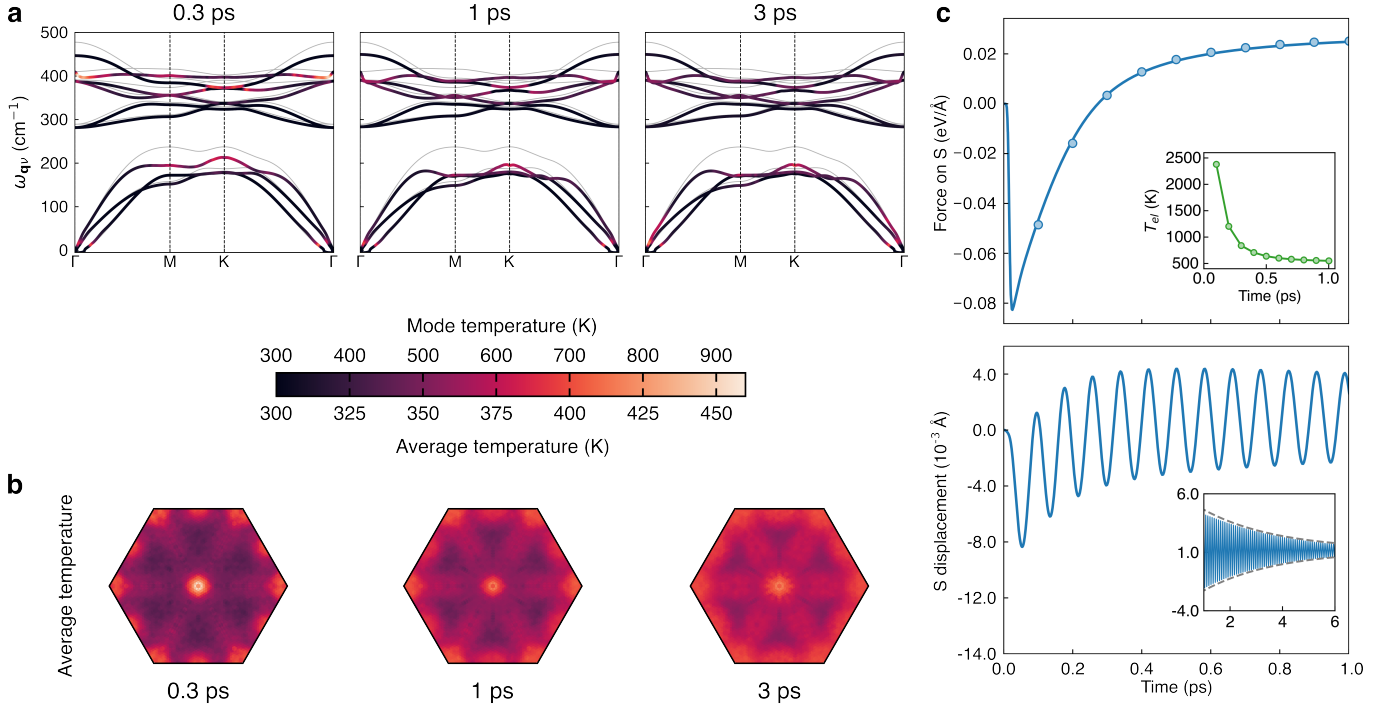 a
0.3 ps
1 ps
3 ps
500
400
300
200
100
0
ω_qν (cm⁻¹)
Γ M K Γ
Γ M K Γ
Γ M K Γ
Mode temperature (K)
300 400 500 600 700 800 900
300 325 350 375 400 425 450
Average temperature (K)
b
Average temperature
0.3 ps
1 ps
3 ps
c
0.02
0.00
−0.02
−0.04
−0.06
−0.08
Force on S (eV/Å)
2500
2000
1500
1000
500
T_el (K)
0.0 0.5 1.0
Time (ps)
4.0
0.0
-4.0
-8.0
-12.0
-14.0
S displacement (10⁻³ Å)
6.0
1.0
-4.0
2 4 6
0.0 0.2 0.4 0.6 0.8 1.0
Time (ps)